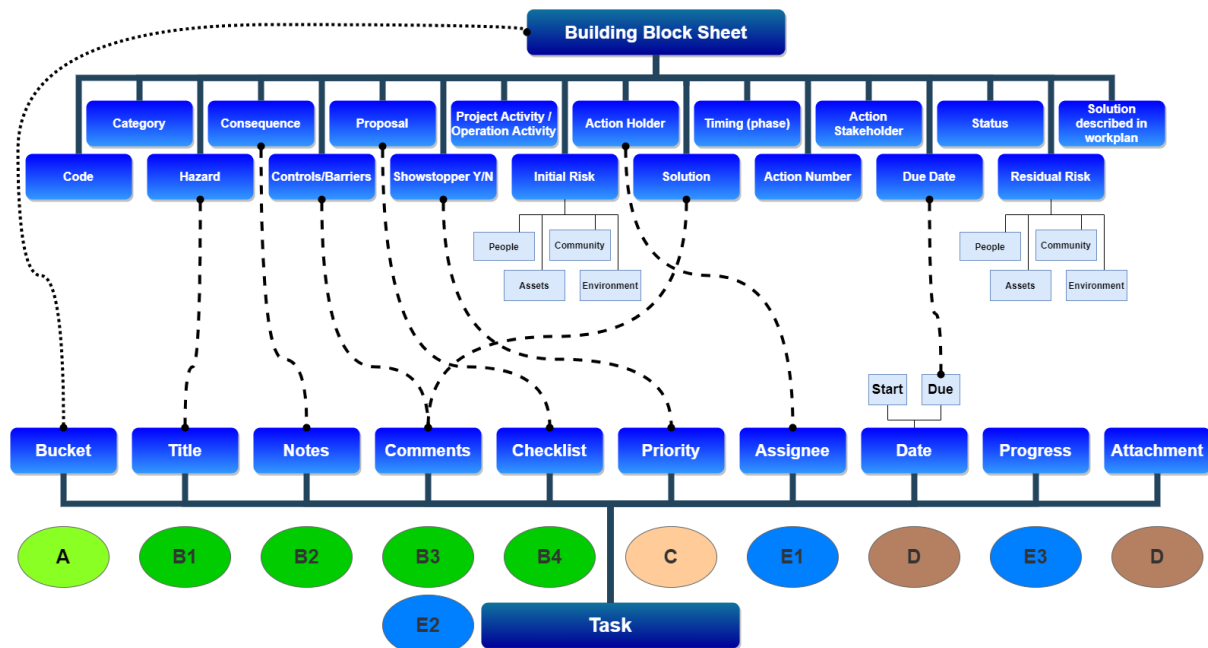 Building Block Sheet
Category
Consequence
Proposal
Project Activity /
Operation Activity
Action Holder
Timing (phase)
Action
Stakeholder
Status
Solution
described in
workplan
Code
Hazard
Controls/Barriers
Showstopper Y/N
Initial Risk
Solution
Action Number
Due Date
Residual Risk
People
Community
Assets
Environment
People
Community
Assets
Environment
Start
Due
Bucket
Title
Notes
Comments
Checklist
Priority
Assignee
Date
Progress
Attachment
A
B1
B2
B3
B4
C
E1
D
E3
D
E2
Task